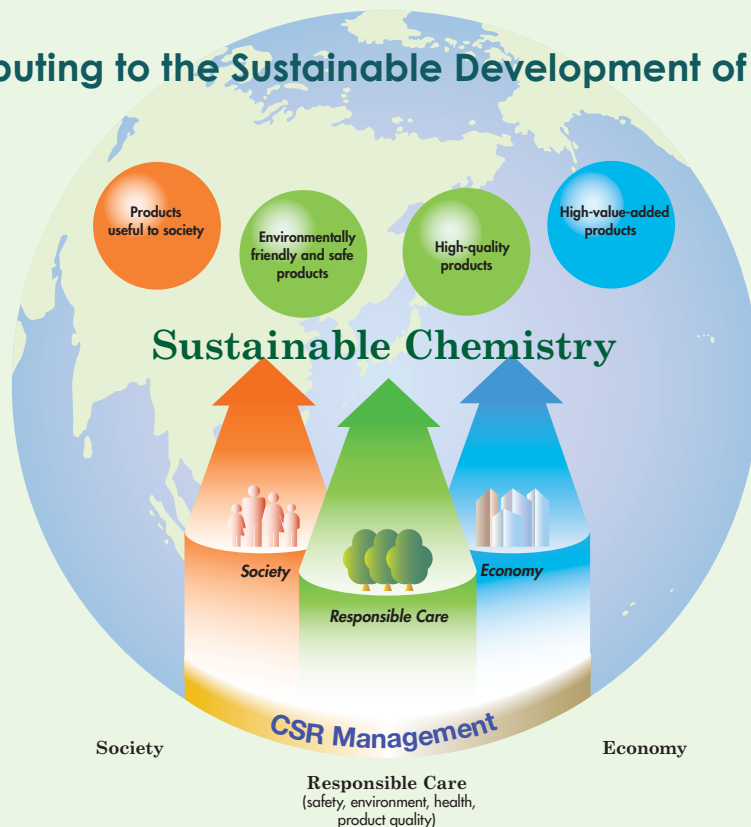 buting to the Sustainable Development of
Products
useful to society
Environmentally
friendly and safe
products
High-quality
products
High-value-added
products
Sustainable Chemistry
Society
Economy
Responsible Care
CSR Management
Society
Economy
Responsible Care
(safety, environment, health,
product quality)